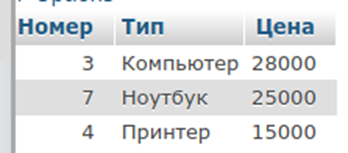 Номер Тип Цена
3 Компьютер 28000
7 Ноутбук 25000
4 Принтер 15000